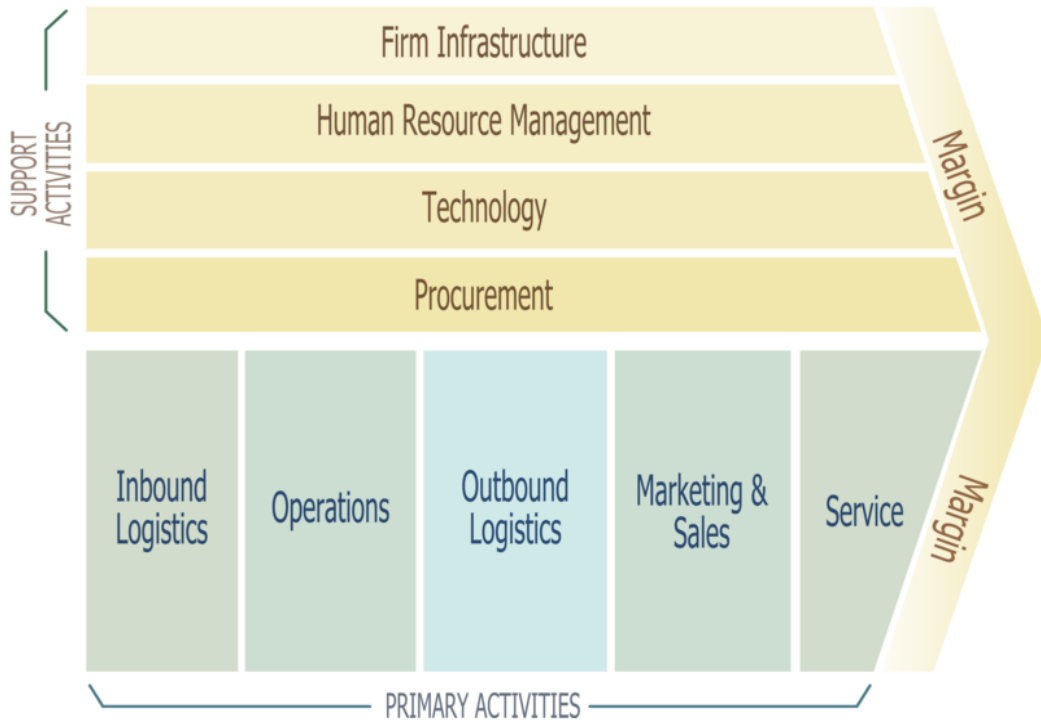 SUPPORT
ACTIVITIES
Firm Infrastructure
Human Resource Management
Technology
Procurement
Margin
Inbound
Logistics
Operations
Outbound
Logistics
Marketing &
Sales
Service
Margin
PRIMARY ACTIVITIES